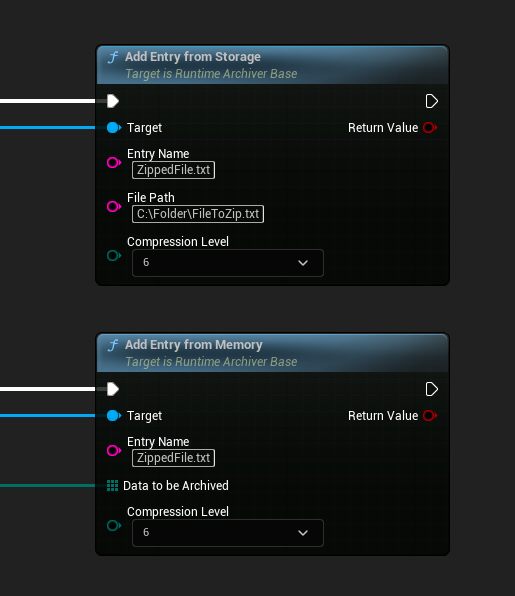 Add Entry from Storage
Target is Runtime Archiver Base
Target
Return Value
Entry Name
ZippedFile.txt
File Path
C:\Folder\FileToZip.txt
Compression Level
6
Add Entry from Memory
Target is Runtime Archiver Base
Target
Return Value
Entry Name
ZippedFile.txt
Data to be Archived
Compression Level
6